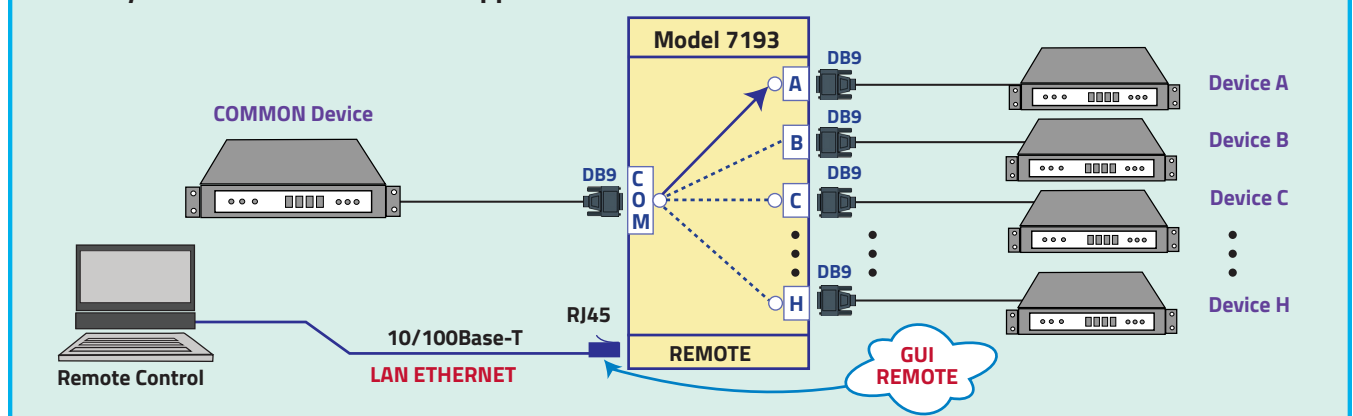 Model 7193
DB9
A
Device A
COMMON Device
DB9
B
Device B
DB9
COM
DB9
C
Device C
DB9
H
Device H
RJ45
10/100Base-T
LAN ETHERNET
REMOTE
GUI
REMOTE
Remote Control